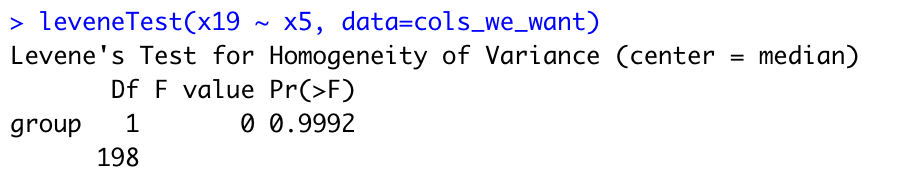 > leveneTest(x19 ~ x5, data=cols_we_want)
Levene's Test for Homogeneity of Variance (center = median)
       Df F value Pr(>F)
group   1       0 0.9992
      198